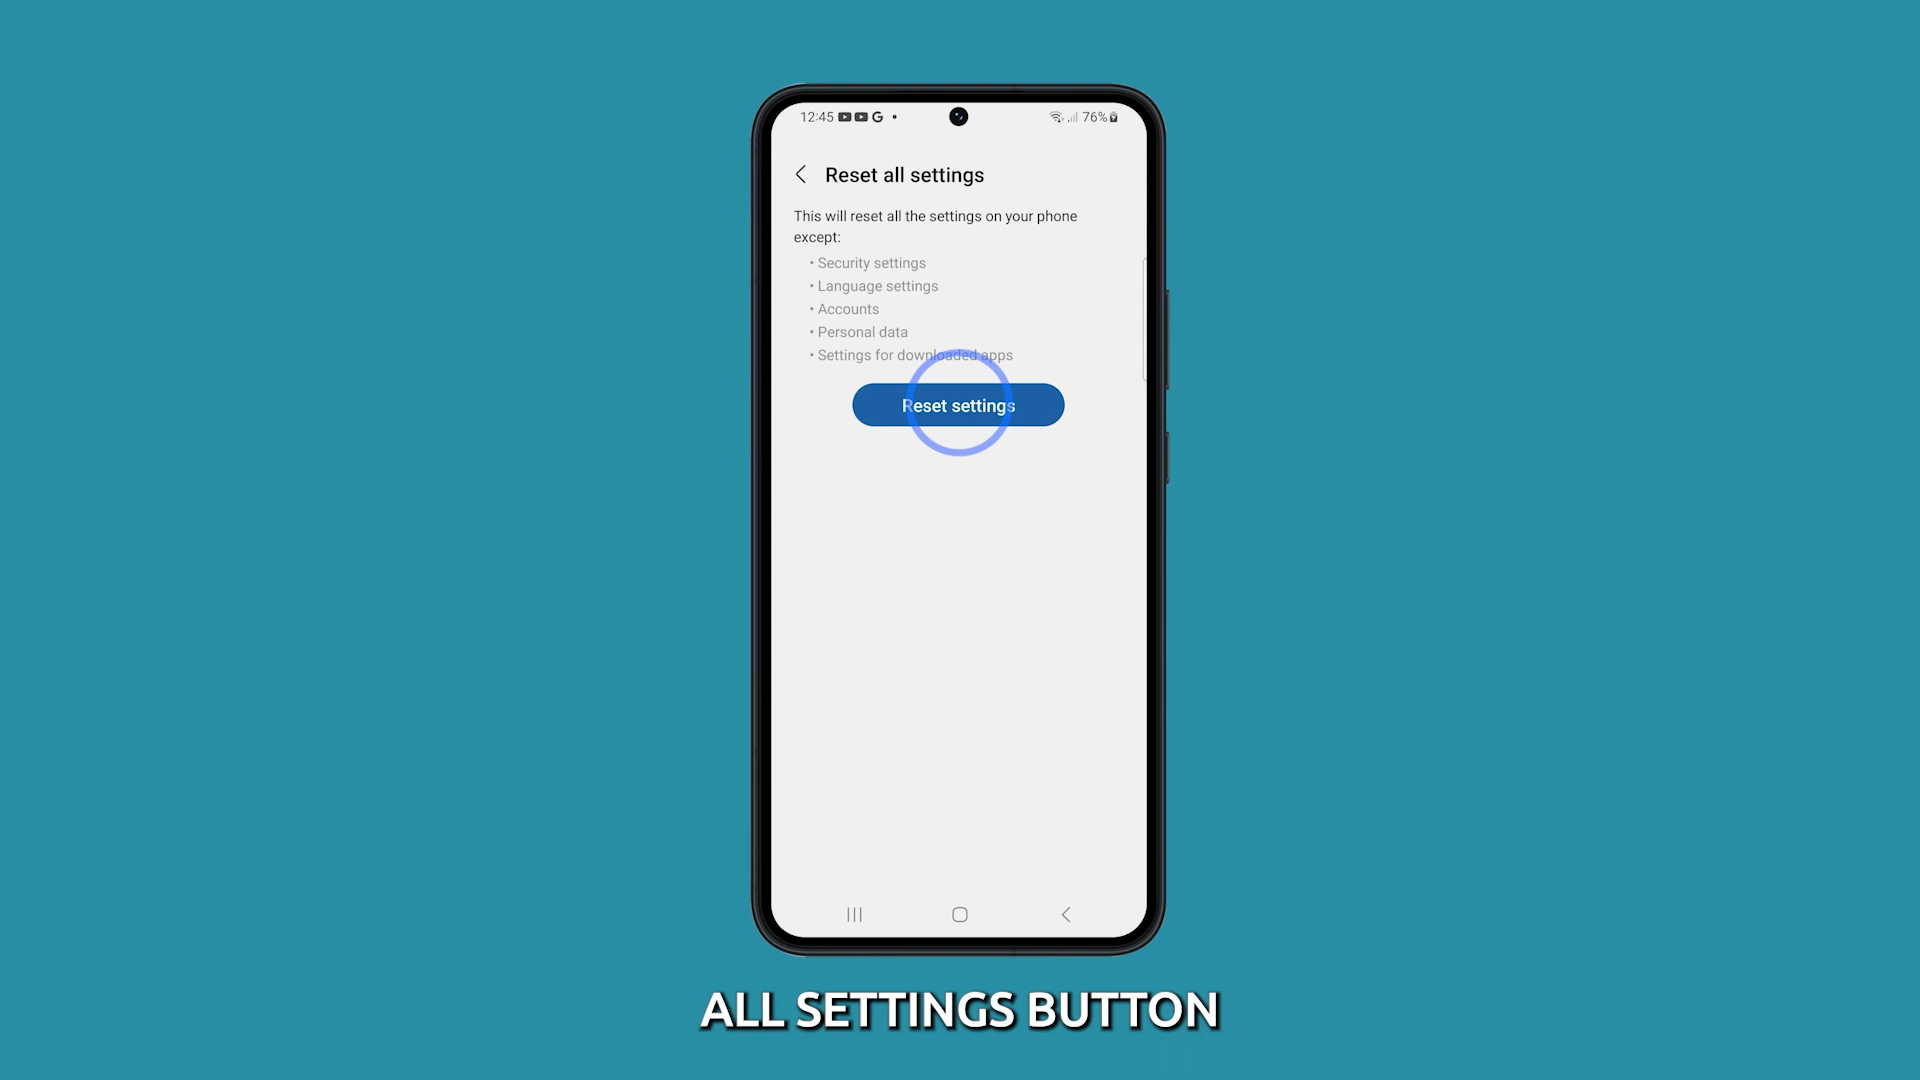 12:45 G 76%
Reset all settings
This will reset all the settings on your phone
except:
• Security settings
• Language settings
• Accounts
• Personal data
• Settings for downloaded apps
Reset settings
ALL SETTINGS BUTTON